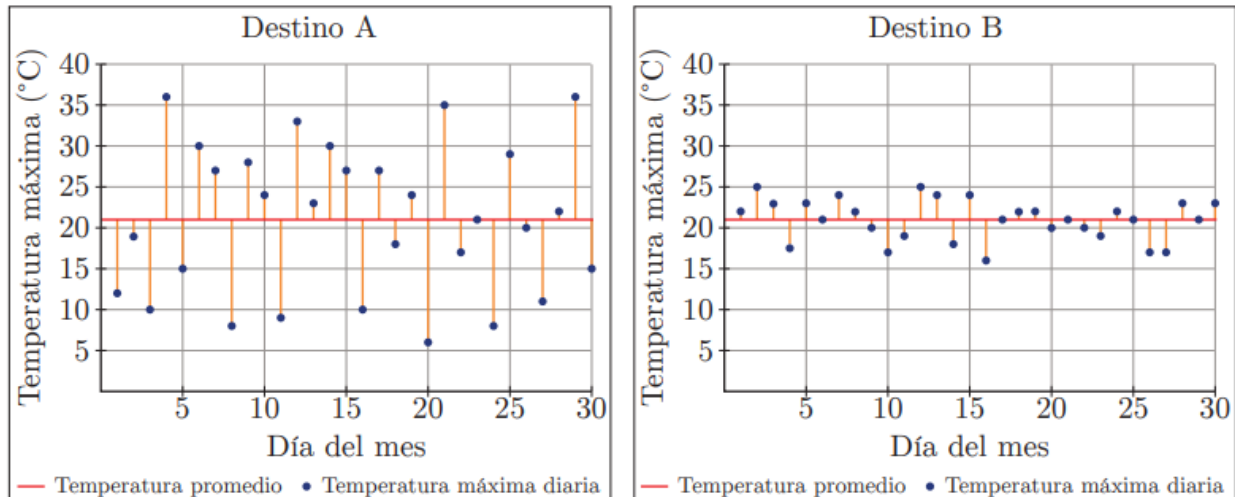 Destino A
Temperatura máxima (°C)
40
35
30
25
20
15
10
5
5 10 15 20 25 30
Día del mes
Temperatura promedio Temperatura máxima diaria
Destino B
Temperatura máxima (°C)
40
35
30
25
20
15
10
5
5 10 15 20 25 30
Día del mes
Temperatura promedio Temperatura máxima diaria